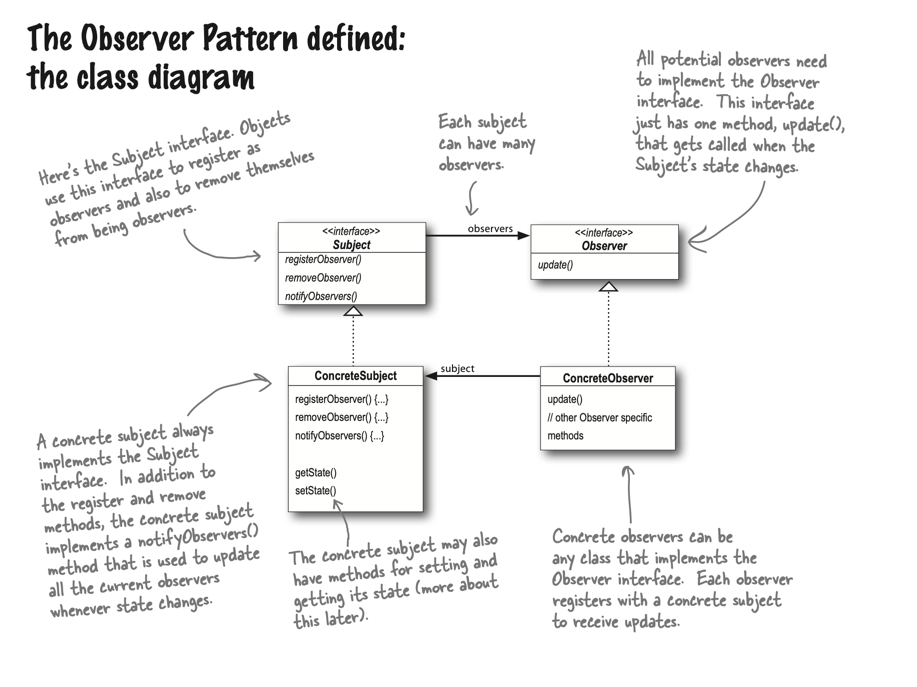 The Observer Pattern defined:
the class diagram
Here's the Subject interface. Objects
use this interface to register as
observers and also to remove themselves
from being observers.
Each subject
can have many
observers.
All potential observers need
to implement the Observer
interface. This interface
just has one method, update(),
that gets called when the
Subject's state changes.
<<interface>>
Subject
registerObserver()
removeObserver()
notifyObservers()
observers
<<interface>>
Observer
update()
ConcreteSubject
registerObserver() {...}
removeObserver() {...}
notifyObservers() {...}
getState()
setState()
subject
ConcreteObserver
update()
// other Observer specific
methods
A concrete subject always
implements the Subject
interface. In addition to
the register and remove
methods, the concrete subject
implements a notifyObservers()
method that is used to update
all the current observers
whenever state changes.
The concrete subject may also
have methods for setting and
getting its state (more about
this later).
Concrete observers can be
any class that implements the
Observer interface. Each observer
registers with a concrete subject
to receive updates.